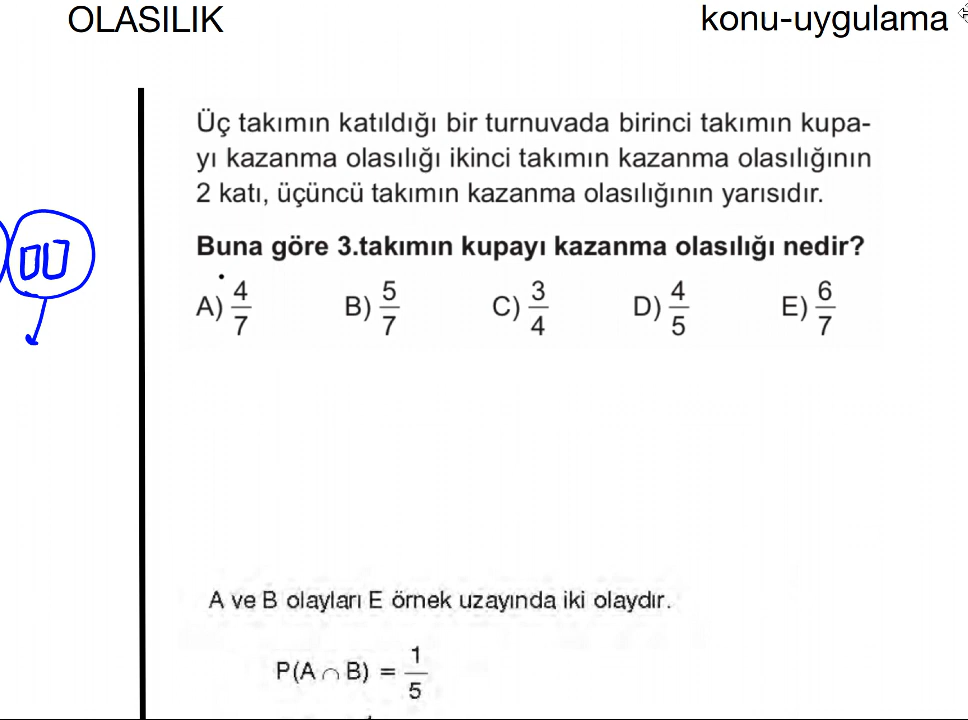 OLASILIK
konu-uygulama
Üç takımın katıldığı bir turnuvada birinci takımın kupa-
yı kazanma olasılığı ikinci takımın kazanma olasılığının
2 katı, üçüncü takımın kazanma olasılığının yarısıdır.
Buna göre 3.takımın kupayı kazanma olasılığı nedir?
A) 4/7 B) 5/7 C) 3/4 D) 4/5 E) 6/7
A ve B olayları E örnek uzayında iki olaydır.
P(A ∩ B) = 1/5